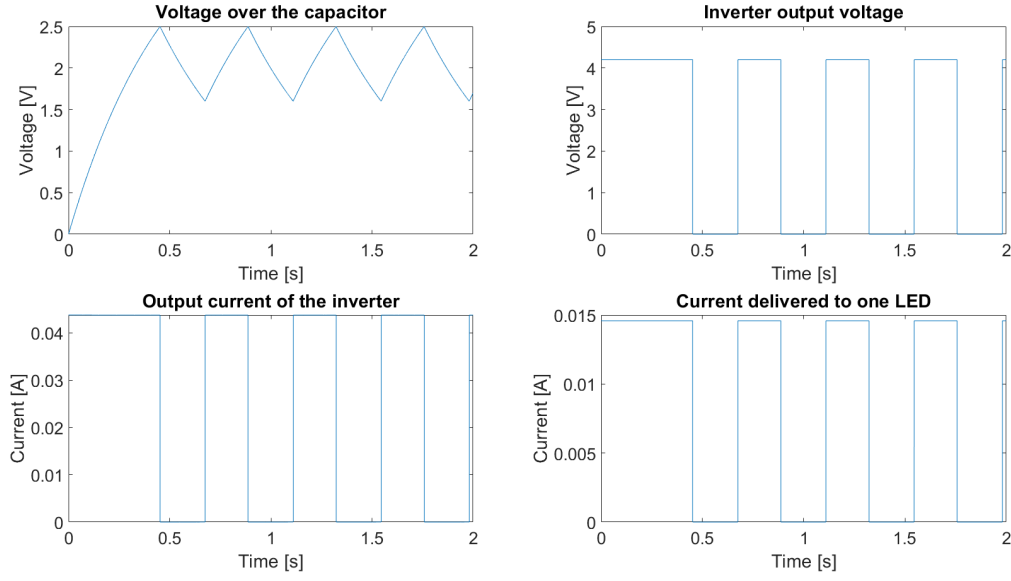 Voltage over the capacitor
2.5
2
1.5
1
0.5
0
Voltage [V]
0 0.5 1 1.5 2
Time [s]
Inverter output voltage
5
4
3
2
1
0
Voltage [V]
0 0.5 1 1.5 2
Time [s]
Output current of the inverter
0.04
0.03
0.02
0.01
0
Current [A]
0 0.5 1 1.5 2
Time [s]
Current delivered to one LED
0.015
0.01
0.005
0
Current [A]
0 0.5 1 1.5 2
Time [s]